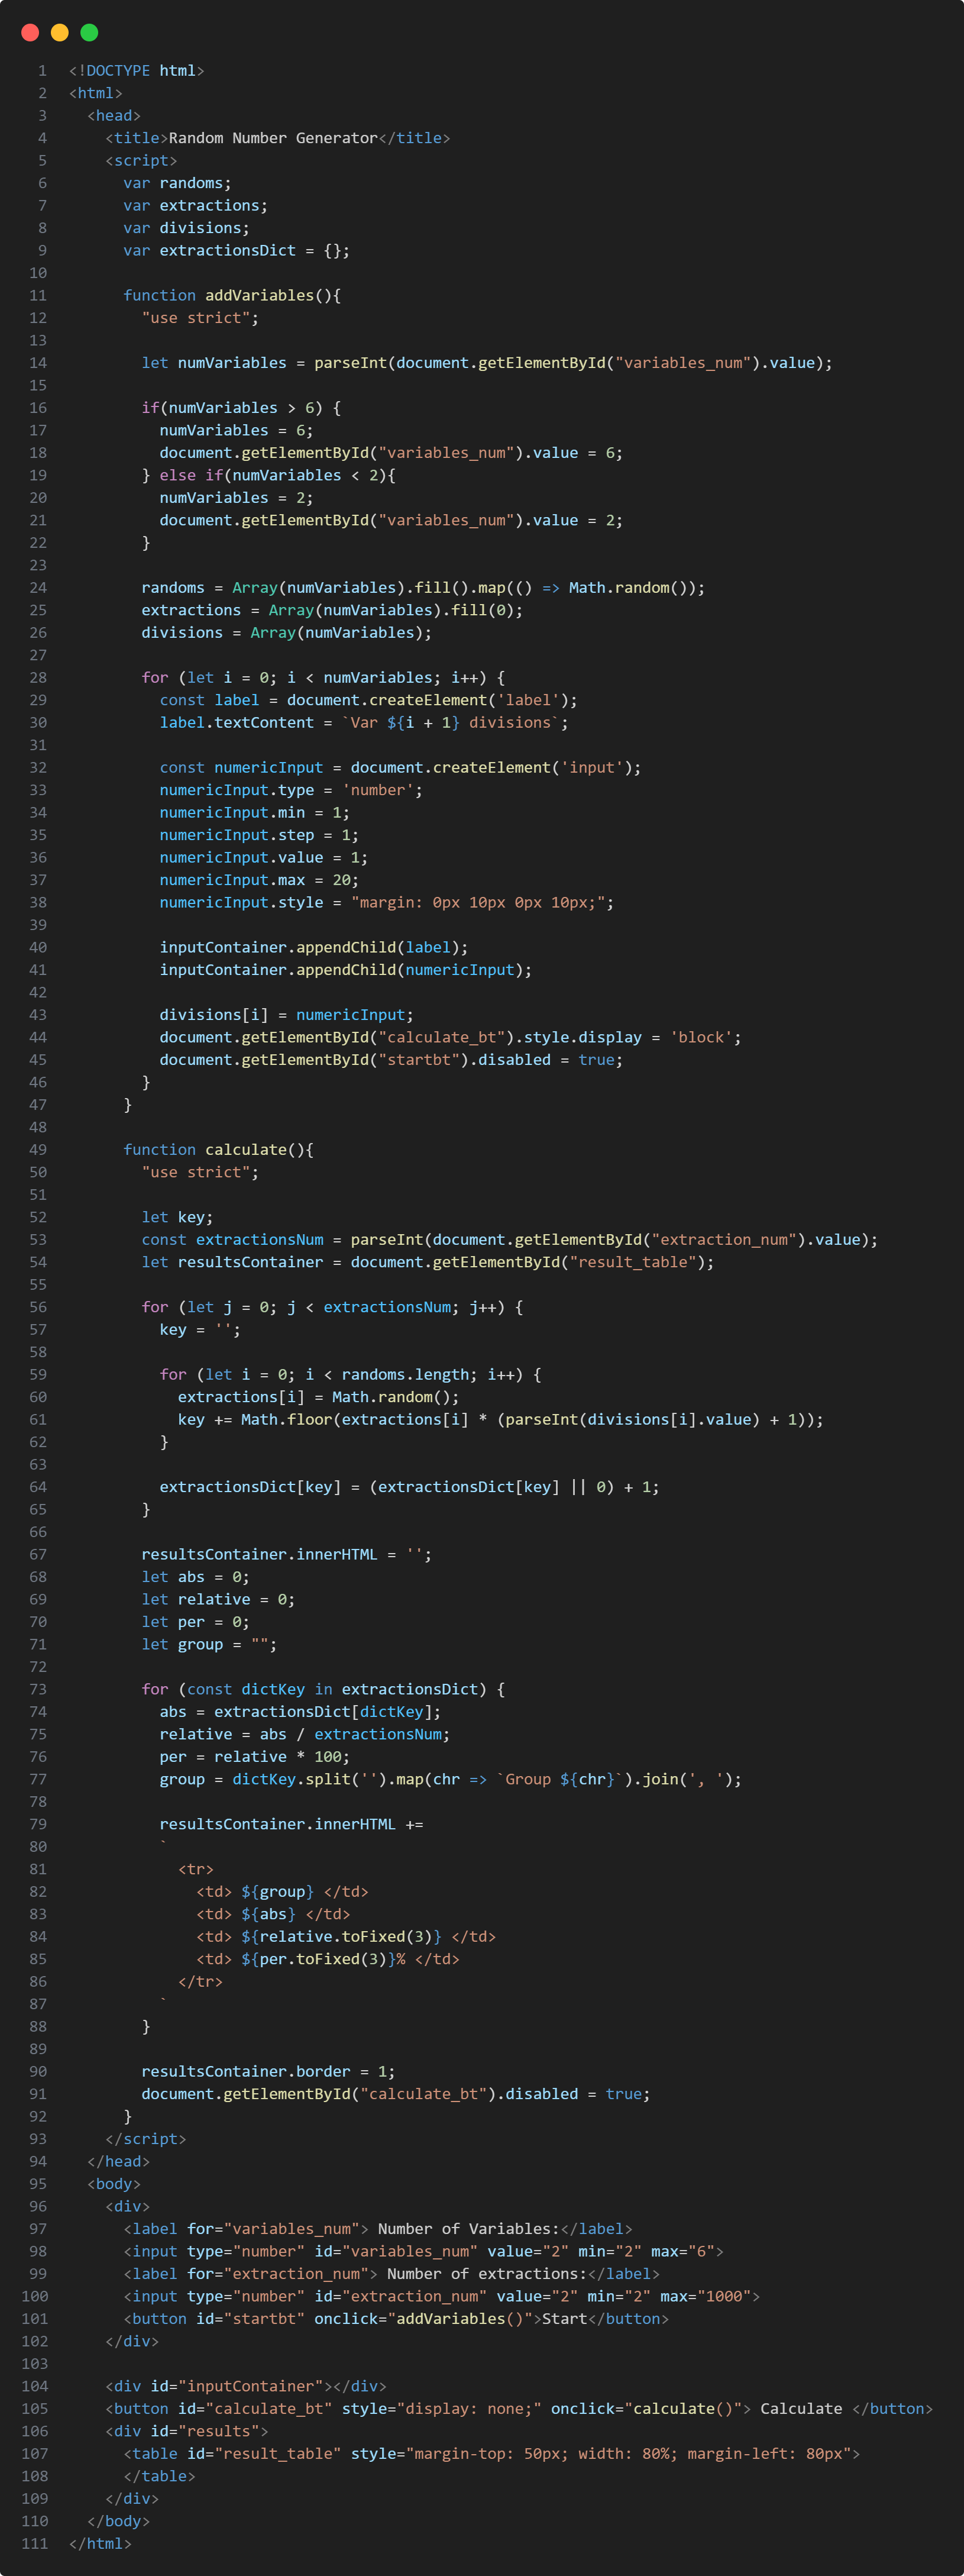 1 <!DOCTYPE html>
2 <html>
3   <head>
4     <title>Random Number Generator</title>
5     <script>
6       var randoms;
7       var extractions;
8       var divisions;
9       var extractionsDict = {};
10
11       function addVariables(){
12         "use strict";
13
14         let numVariables = parseInt(document.getElementById("variables_num").value);
15
16         if(numVariables > 6) {
17           numVariables = 6;
18           document.getElementById("variables_num").value = 6;
19         } else if(numVariables < 2){
20           numVariables = 2;
21           document.getElementById("variables_num").value = 2;
22         }
23
24         randoms = Array(numVariables).fill().map(() => Math.random());
25         extractions = Array(numVariables).fill(0);
26         divisions = Array(numVariables);
27
28         for (let i = 0; i < numVariables; i++) {
29           const label = document.createElement('label');
30           label.textContent = `Var ${i + 1} divisions`;
31
32           const numericInput = document.createElement('input');
33           numericInput.type = 'number';
34           numericInput.min = 1;
35           numericInput.step = 1;
36           numericInput.value = 1;
37           numericInput.max = 20;
38           numericInput.style = "margin: 0px 10px 0px 10px;";
39
40           inputContainer.appendChild(label);
41           inputContainer.appendChild(numericInput);
42
43           divisions[i] = numericInput;
44           document.getElementById("calculate_bt").style.display = 'block';
45           document.getElementById("startbt").disabled = true;
46         }
47       }
48
49       function calculate(){
50         "use strict";
51
52         let key;
53         const extractionsNum = parseInt(document.getElementById("extraction_num").value);
54         let resultsContainer = document.getElementById("result_table");
55
56         for (let j = 0; j < extractionsNum; j++) {
57           key = '';
58
59           for (let i = 0; i < randoms.length; i++) {
60             extractions[i] = Math.random();
61             key += Math.floor(extractions[i] * (parseInt(divisions[i].value) + 1));
62           }
63
64           extractionsDict[key] = (extractionsDict[key] || 0) + 1;
65         }
66
67         resultsContainer.innerHTML = '';
68         let abs = 0;
69         let relative = 0;
70         let per = 0;
71         let group = "";
72
73         for (const dictKey in extractionsDict) {
74           abs = extractionsDict[dictKey];
75           relative = abs / extractionsNum;
76           per = relative * 100;
77           group = dictKey.split('').map(chr => `Group ${chr}`).join(', ');
78
79           resultsContainer.innerHTML +=
80           `
81             <tr>
82               <td> ${group} </td>
83               <td> ${abs} </td>
84               <td> ${relative.toFixed(3)} </td>
85               <td> ${per.toFixed(3)}% </td>
86             </tr>
87           `
88         }
89
90         resultsContainer.border = 1;
91         document.getElementById("calculate_bt").disabled = true;
92       }
93     </script>
94   </head>
95   <body>
96     <div>
97       <label for="variables_num"> Number of Variables:</label>
98       <input type="number" id="variables_num" value="2" min="2" max="6">
99       <label for="extraction_num"> Number of extractions:</label>
100       <input type="number" id="extraction_num" value="2" min="2" max="1000">
101       <button id="startbt" onclick="addVariables()">Start</button>
102     </div>
103
104     <div id="inputContainer"></div>
105     <button id="calculate_bt" style="display: none;" onclick="calculate()"> Calculate </button>
106     <div id="results">
107       <table id="result_table" style="margin-top: 50px; width: 80%; margin-left: 80px">
108       </table>
109     </div>
110   </body>
111 </html>